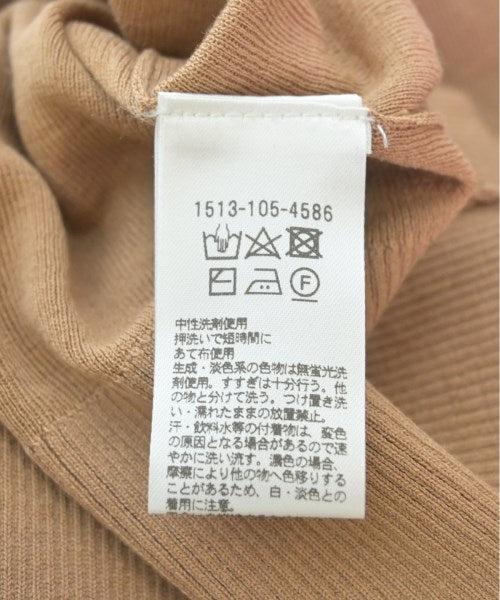 1513-105-4586
F
中性洗剤使用
押洗いで短時間に
あて布使用
生成・淡色系の色物は無蛍光洗
剤使用。すすぎは十分行う。他
の物と分けて洗う。つけ置き洗
い・濡れたままの放置禁止。
汗・飲料水等の付着物は、変色
の原因となる場合があるので速
やかに洗い流す。濃色の場合、
摩擦により他の物へ色移りする
ことがあるため、白・淡色との
着用に注意。